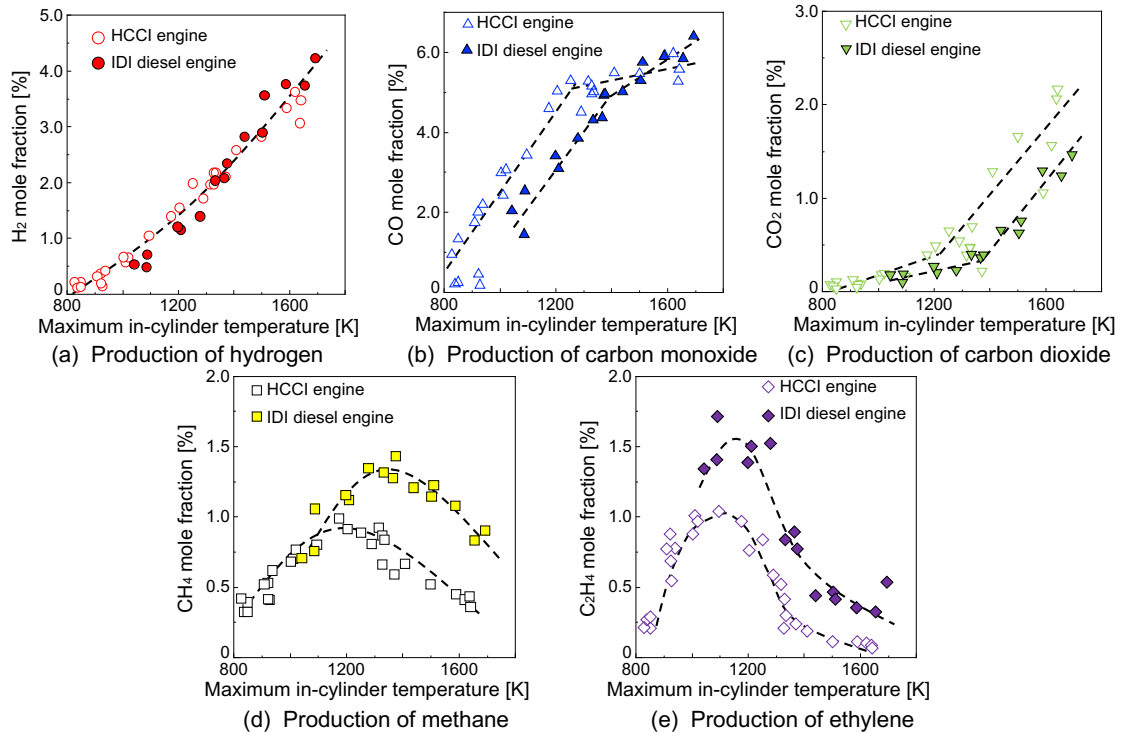 5.0
4.0
3.0
2.0
1.0
0
H2 mole fraction [%]
HCCI engine
IDI diesel engine
800
1200
1600
Maximum in-cylinder temperature [K]
(a) Production of hydrogen
6.0
4.0
2.0
0
CO mole fraction [%]
HCCI engine
IDI diesel engine
800
1200
1600
Maximum in-cylinder temperature [K]
(b) Production of carbon monoxide
3.0
2.0
1.0
0
CO2 mole fraction [%]
HCCI engine
IDI diesel engine
800
1200
1600
Maximum in-cylinder temperature [K]
(c) Production of carbon dioxide
2.0
1.5
1.0
0.5
0
CH4 mole fraction [%]
HCCI engine
IDI diesel engine
800
1200
1600
Maximum in-cylinder temperature [K]
(d) Production of methane
2.0
1.5
1.0
0.5
0
C2H4 mole fraction [%]
HCCI engine
IDI diesel engine
800
1200
1600
Maximum in-cylinder temperature [K]
(e) Production of ethylene